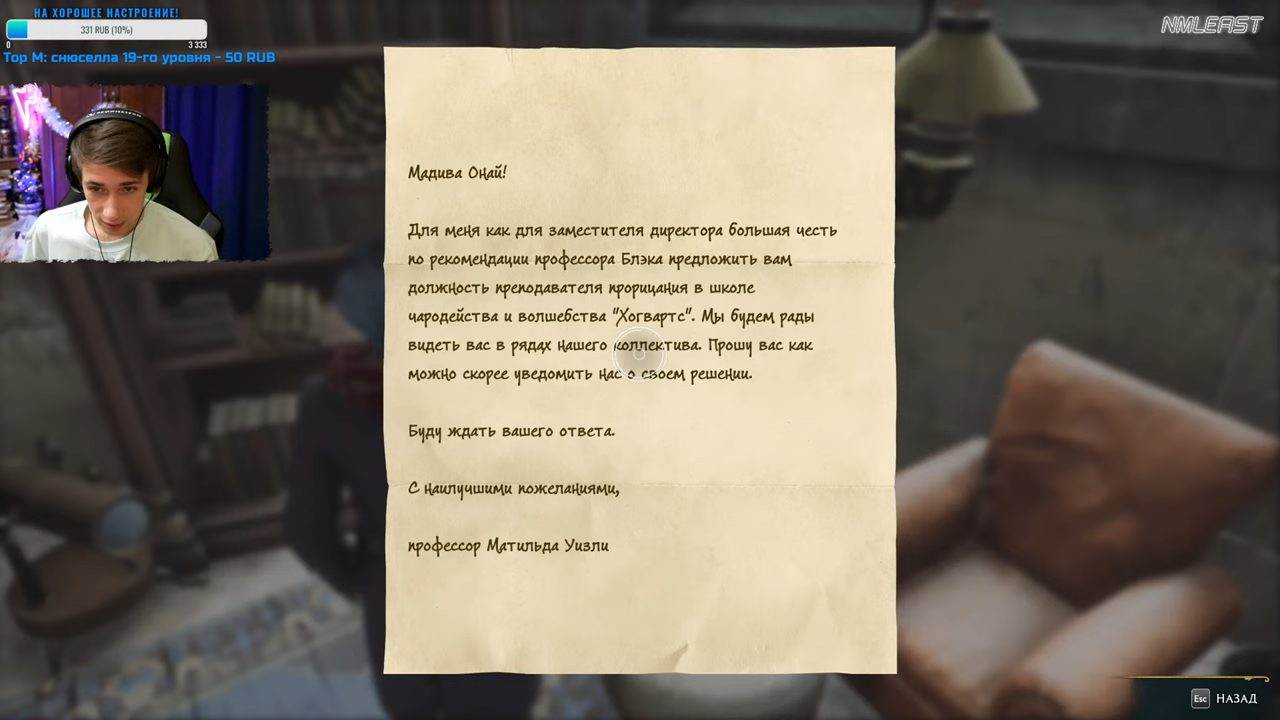 НА ХОРОШЕЕ НАСТРОЕНИЕ!
331 RUB (10%)
0 3 333
Top M: снюселла 19-го уровня - 50 RUB
NMLEAST
Мадива Онай!
Для меня как для заместителя директора большая честь
по рекомендации профессора Блэка предложить вам
должность преподавателя прорицания в школе
чародейства и волшебства "Хогвартс". Мы будем рады
видеть вас в рядах нашего коллектива. Прошу вас как
можно скорее уведомить нас о своем решении.
Буду ждать вашего ответа.
С наилучшими пожеланиями,
профессор Матильда Уизли
Esc НАЗАД